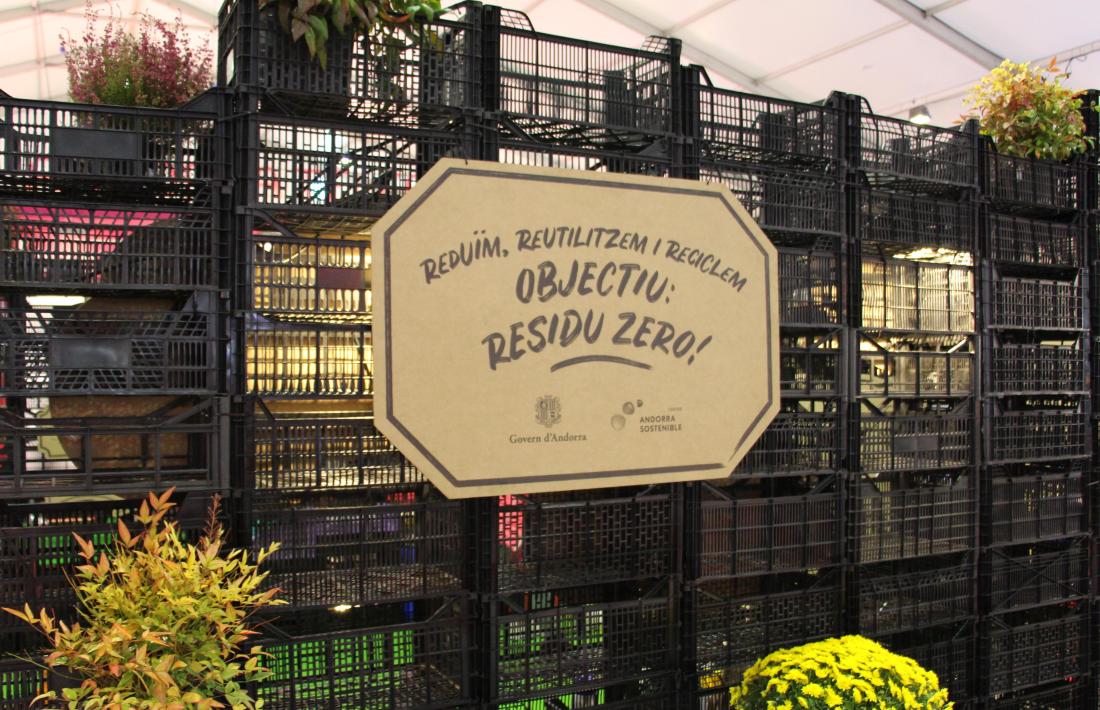 REDUÏM, REUTILITZEM I RECICLEM
OBJECTIU:
RESIDU ZERO!
Govern d'Andorra
ANDORRA
SOSTENIBLE